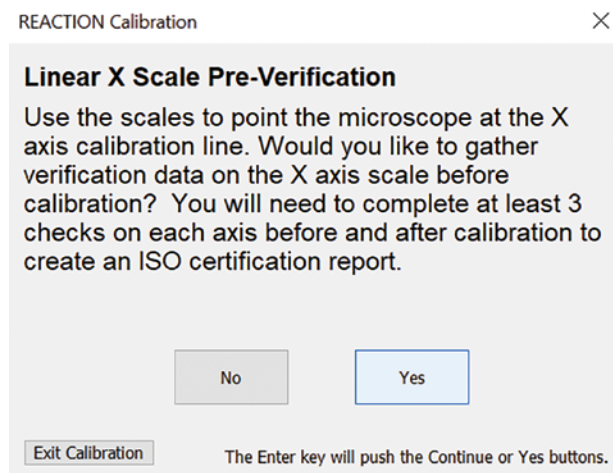 REACTION Calibration
Linear X Scale Pre-Verification
Use the scales to point the microscope at the X
axis calibration line. Would you like to gather
verification data on the X axis scale before
calibration?  You will need to complete at least 3
checks on each axis before and after calibration to
create an ISO certification report.
No
Yes
Exit Calibration
The Enter key will push the Continue or Yes buttons.